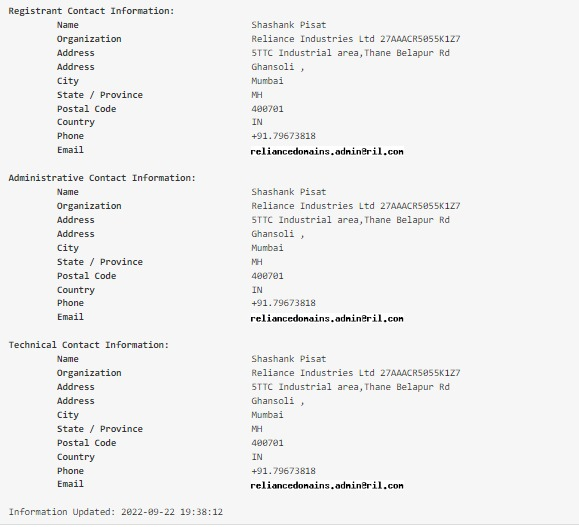 Registrant Contact Information:
Name Shashank Pisat
Organization Reliance Industries Ltd 27AAACR5055K1Z7
Address 5TTC Industrial area,Thane Belapur Rd
Address Ghansoli ,
City Mumbai
State / Province MH
Postal Code 400701
Country IN
Phone +91.79673818
Email reliancedomains.admin@ril.com
Administrative Contact Information:
Name Shashank Pisat
Organization Reliance Industries Ltd 27AAACR5055K1Z7
Address 5TTC Industrial area,Thane Belapur Rd
Address Ghansoli ,
City Mumbai
State / Province MH
Postal Code 400701
Country IN
Phone +91.79673818
Email reliancedomains.admin@ril.com
Technical Contact Information:
Name Shashank Pisat
Organization Reliance Industries Ltd 27AAACR5055K1Z7
Address 5TTC Industrial area,Thane Belapur Rd
Address Ghansoli ,
City Mumbai
State / Province MH
Postal Code 400701
Country IN
Phone +91.79673818
Email reliancedomains.admin@ril.com
Information Updated: 2022-09-22 19:38:12